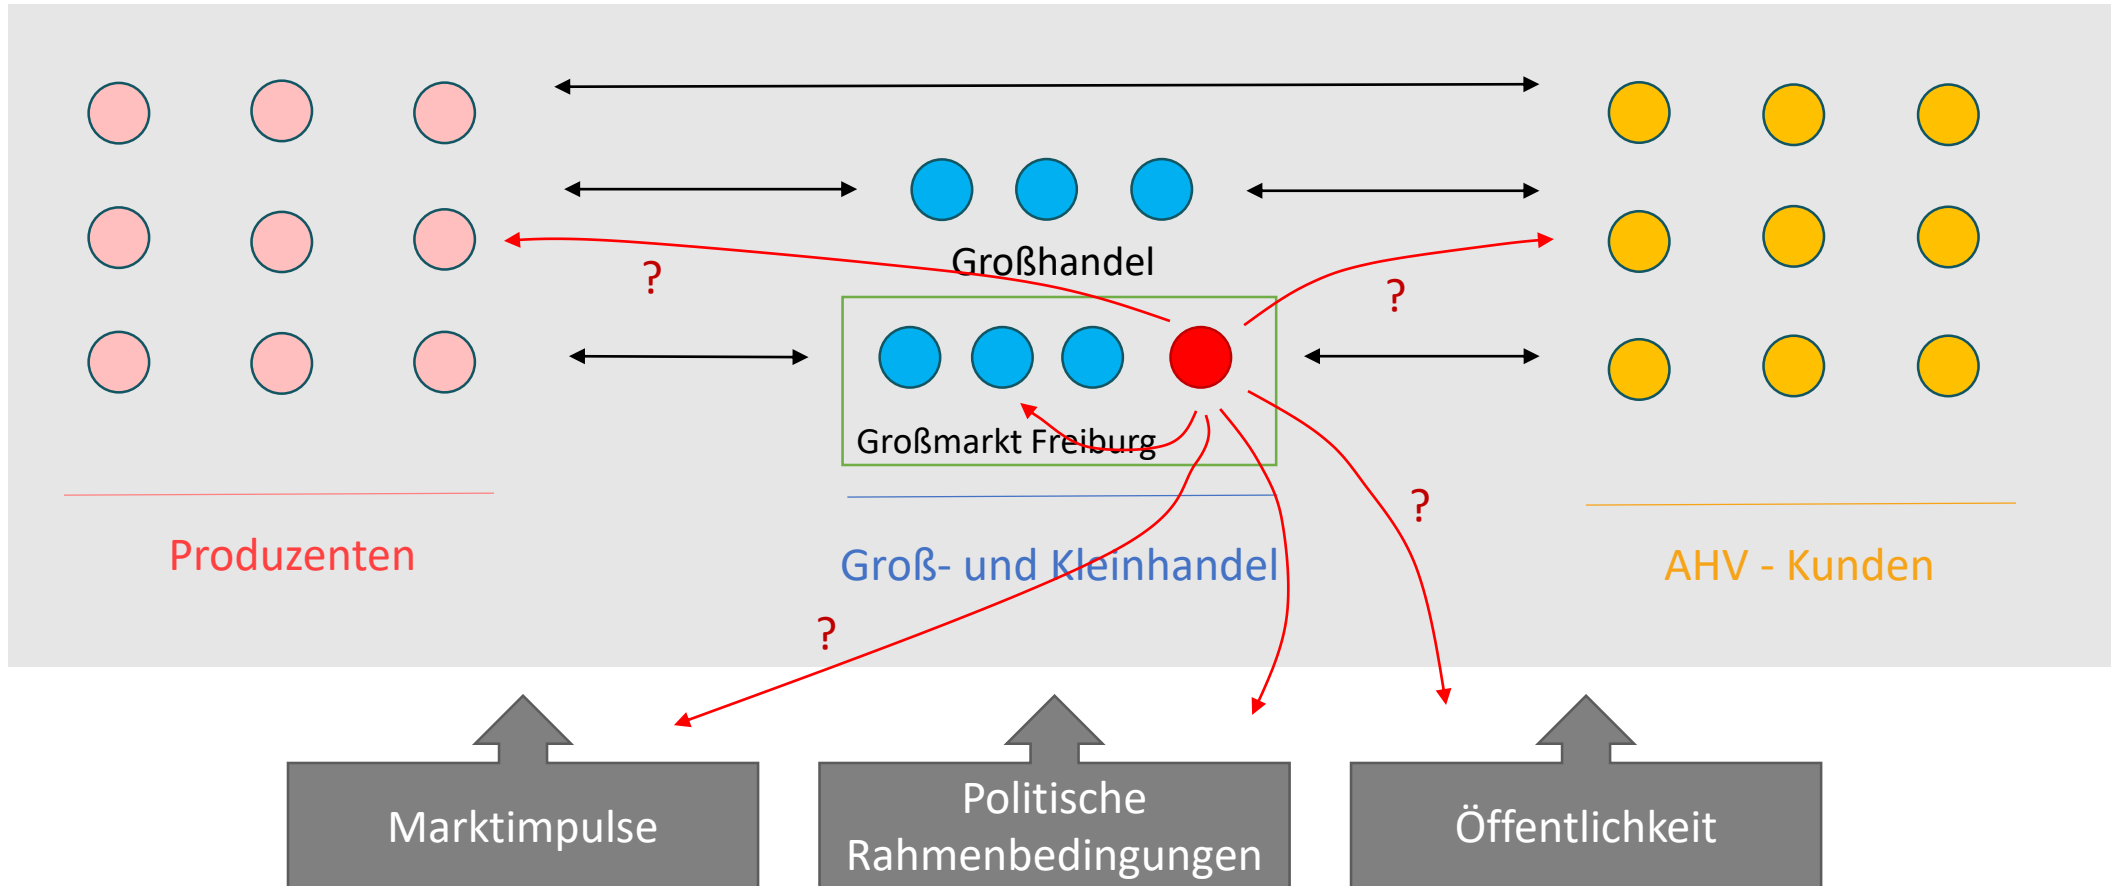 Großhandel
?
?
Großmarkt Freiburg
?
Produzenten
Groß- und Kleinhandel
AHV - Kunden
?
Marktimpulse
Politische
Rahmenbedingungen
Öffentlichkeit